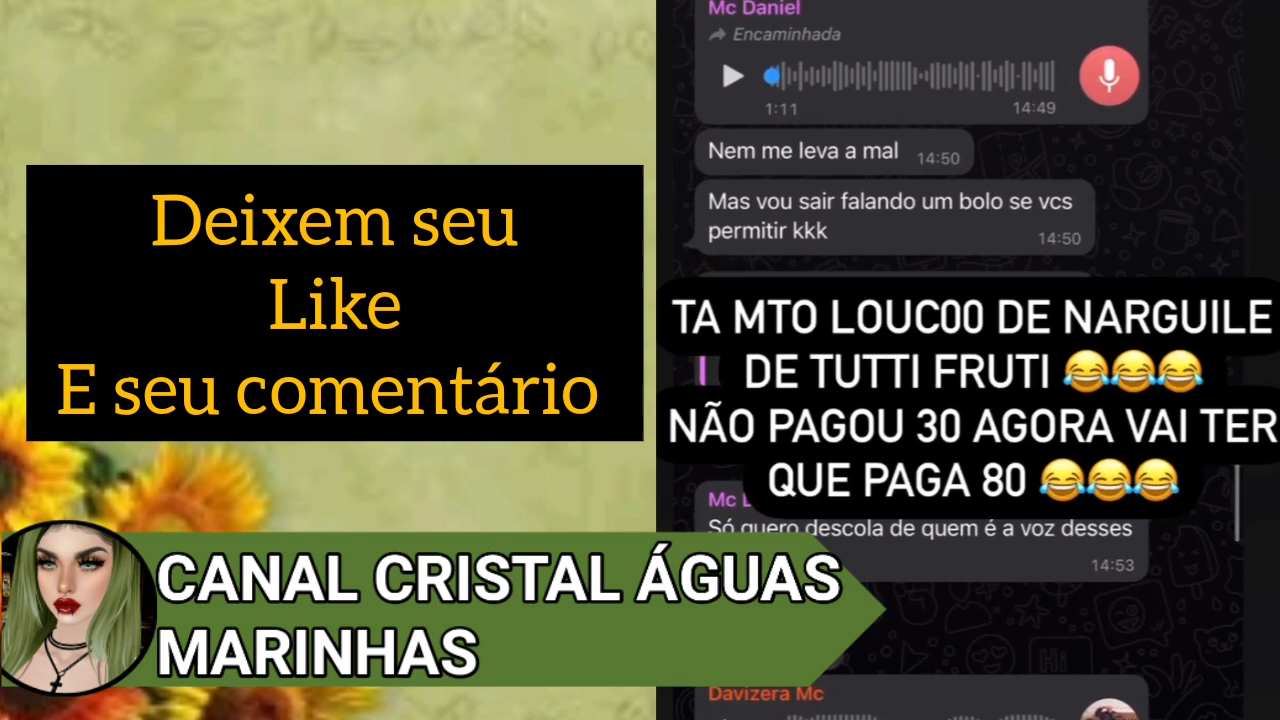 Deixem seu
Like
E seu comentário
CANAL CRISTAL ÁGUAS
MARINHAS
Mc Daniel
Encaminhada
1:11
14:49
Nem me leva a mal
14:50
Mas vou sair falando um bolo se vcs
permitir kkk
14:50
TA MTO LOUCOO DE NARGUILE
DE TUTTI FRUTI 😂😂😂
NÃO PAGOU 30 AGORA VAI TER
QUE PAGA 80 😂😂😂
Mc
Só quero descola de quem é a voz desses
14:53
Davizera Mc